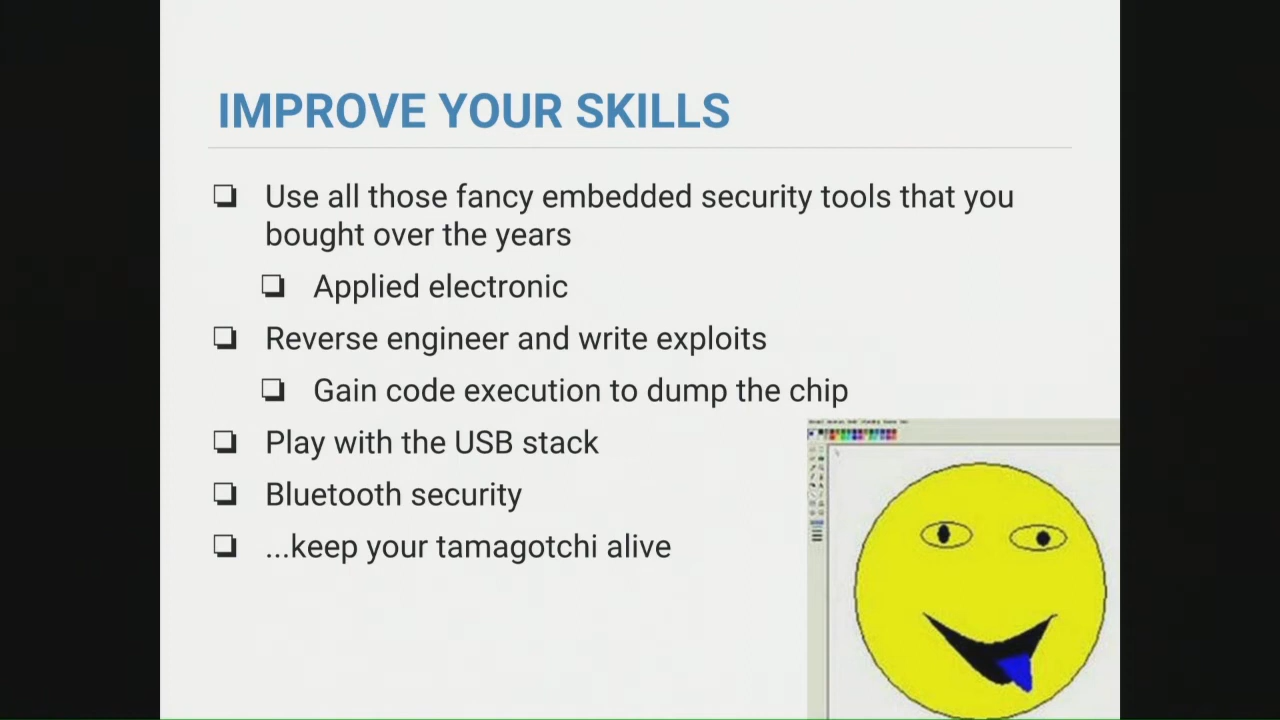 IMPROVE YOUR SKILLS
Use all those fancy embedded security tools that you
bought over the years
Applied electronic
Reverse engineer and write exploits
Gain code execution to dump the chip
Play with the USB stack
Bluetooth security
...keep your tamagotchi alive